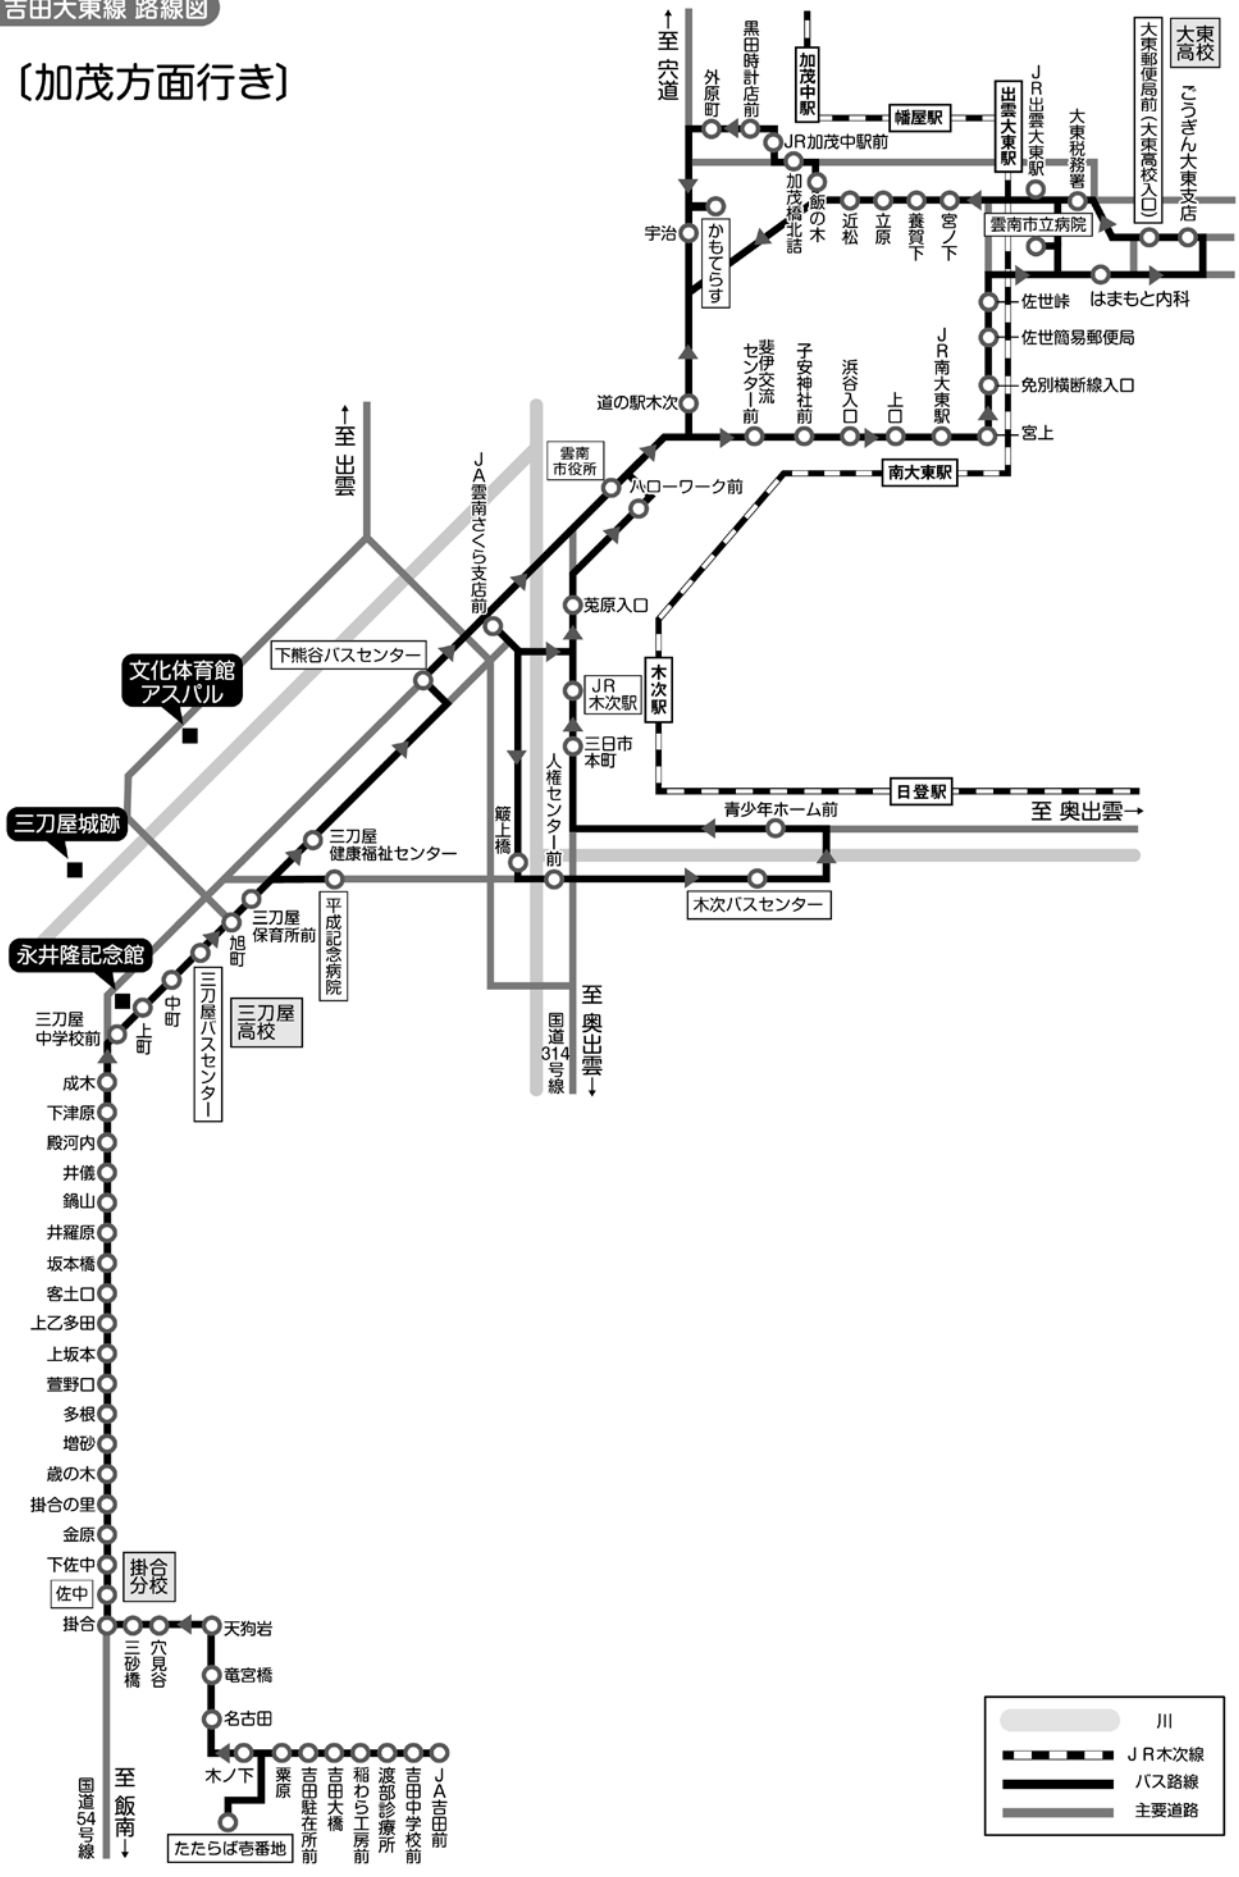 吉田大東線 路線図
〔加茂方面行き〕
↑至 宍道
外原町
黒田時計店前
加茂中駅
幡屋駅
出雲大東駅
JR出雲大東駅
大東税務署
大東郵便局前(大東高校入口)
大東
高校
ごうぎん大東支店
JR加茂中駅前
加茂橋北詰
飯の木
近松
立原
養賀下
宮ノ下
雲南市立病院
宇治
かもてらす
はまもと内科
佐世峠
佐世簡易郵便局
免別横断線入口
宮上
道の駅木次
斐伊交流
センター前
子安神社前
浜谷入口
上口
JR南大東駅
南大東駅
↑至 出雲
JA雲南さくら支店前
雲南
市役所
ハローワーク前
莵原入口
下熊谷バスセンター
文化体育館
アスパル
JR
木次駅
木次駅
三日市
本町
日登駅
至 奥出雲→
青少年ホーム前
人権センター前
簸上橋
三刀屋城跡
三刀屋
健康福祉センター
木次バスセンター
平成記念病院
三刀屋
保育所前
旭町
永井隆記念館
三刀屋バスセンター
三刀屋
高校
中町
上町
三刀屋
中学校前
国道314号線
至 奥出雲→
成木
下津原
殿河内
井儀
鍋山
井羅原
坂本橋
客土口
上乙多田
上坂本
萱野口
多根
増砂
歳の木
掛合の里
金原
下佐中
掛合
分校
佐中
掛合
三砂橋
穴見谷
天狗岩
竜宮橋
名古田
木ノ下
粟原
吉田駐在所前
吉田大橋
稲わら工房前
渡部診療所
吉田中学校前
JA吉田前
たたらば壱番地
国道54号線
至 飯南→
川
JR木次線
バス路線
主要道路